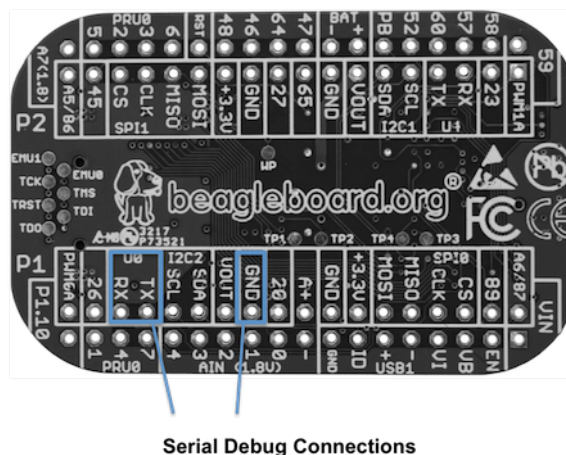 PRU0 BAT
5 2 3 6 RST 48 46 64 47 - + PB 52 60 57 58 59
A7(1.8)
A5/86 45 CS CLK MISO MOSI +3.3V GND 27 65 GND VOUT SDA SCL TX RX 23 PWM1A
P2 SPI1 I2C1 U4
EMU1 EMU0 WP
TCK TMS
TRST TDI
TDO
beagleboard.org®
FC CE
3217
P73521
TP1 TP2 TP4 TP3
P1 U0 I2C2 SPI0
PWM0A 26 RX TX SCL SDA VOUT GND 20 A+ GND +3.3V MOSI MISO CLK CS 89 A6/87
P1.10 VIN
1 4 7 4 3 2 1 0 - GND ID + - VI VB EN
PRU0 AIN (1.8V) USB1
Serial Debug Connections